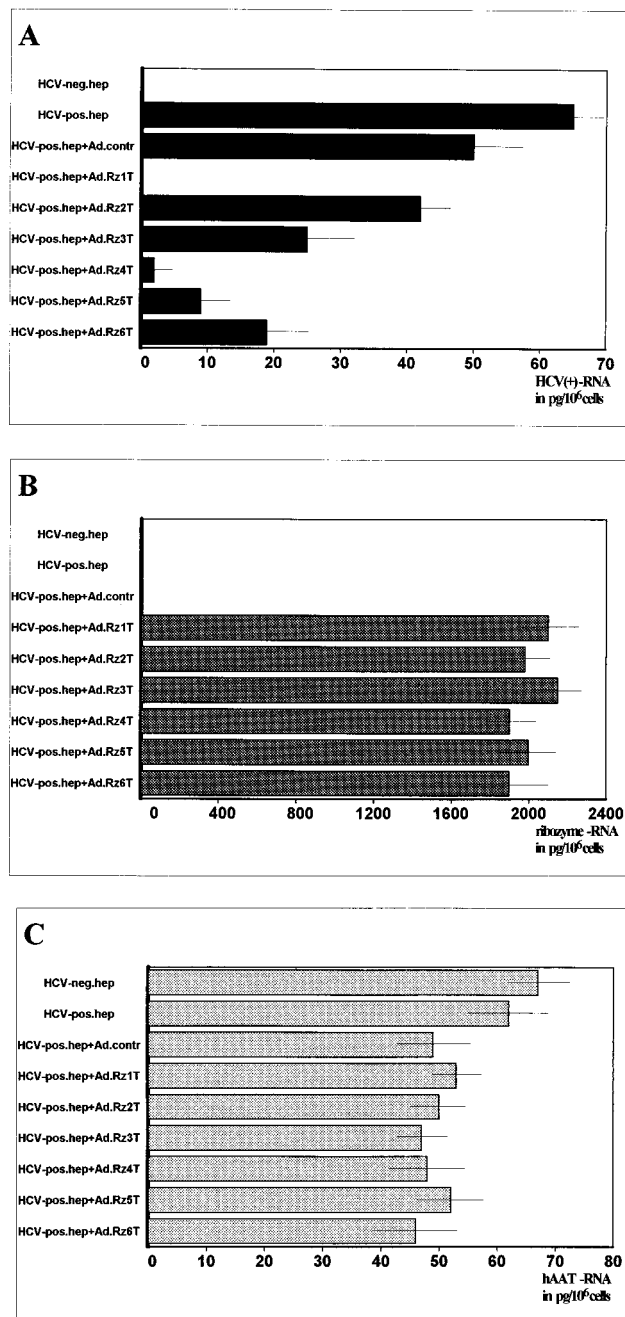 A
HCV-neg.hep
HCV-pos.hep
HCV-pos.hep+Ad.contr
HCV-pos.hep+Ad.Rz1T
HCV-pos.hep+Ad.Rz2T
HCV-pos.hep+Ad.Rz3T
HCV-pos.hep+Ad.Rz4T
HCV-pos.hep+Ad.Rz5T
HCV-pos.hep+Ad.Rz6T
0 10 20 30 40 50 60 70
HCV(+)-RNA
in pg/10⁶cells
B
HCV-neg.hep
HCV-pos.hep
HCV-pos.hep+Ad.contr
HCV-pos.hep+Ad.Rz1T
HCV-pos.hep+Ad.Rz2T
HCV-pos.hep+Ad.Rz3T
HCV-pos.hep+Ad.Rz4T
HCV-pos.hep+Ad.Rz5T
HCV-pos.hep+Ad.Rz6T
0 400 800 1200 1600 2000 2400
ribozyme -RNA
in pg/10⁶cells
C
HCV-neg.hep
HCV-pos.hep
HCV-pos.hep+Ad.contr
HCV-pos.hep+Ad.Rz1T
HCV-pos.hep+Ad.Rz2T
HCV-pos.hep+Ad.Rz3T
HCV-pos.hep+Ad.Rz4T
HCV-pos.hep+Ad.Rz5T
HCV-pos.hep+Ad.Rz6T
0 10 20 30 40 50 60 70 80
hAAT -RNA
in pg/10⁶cells